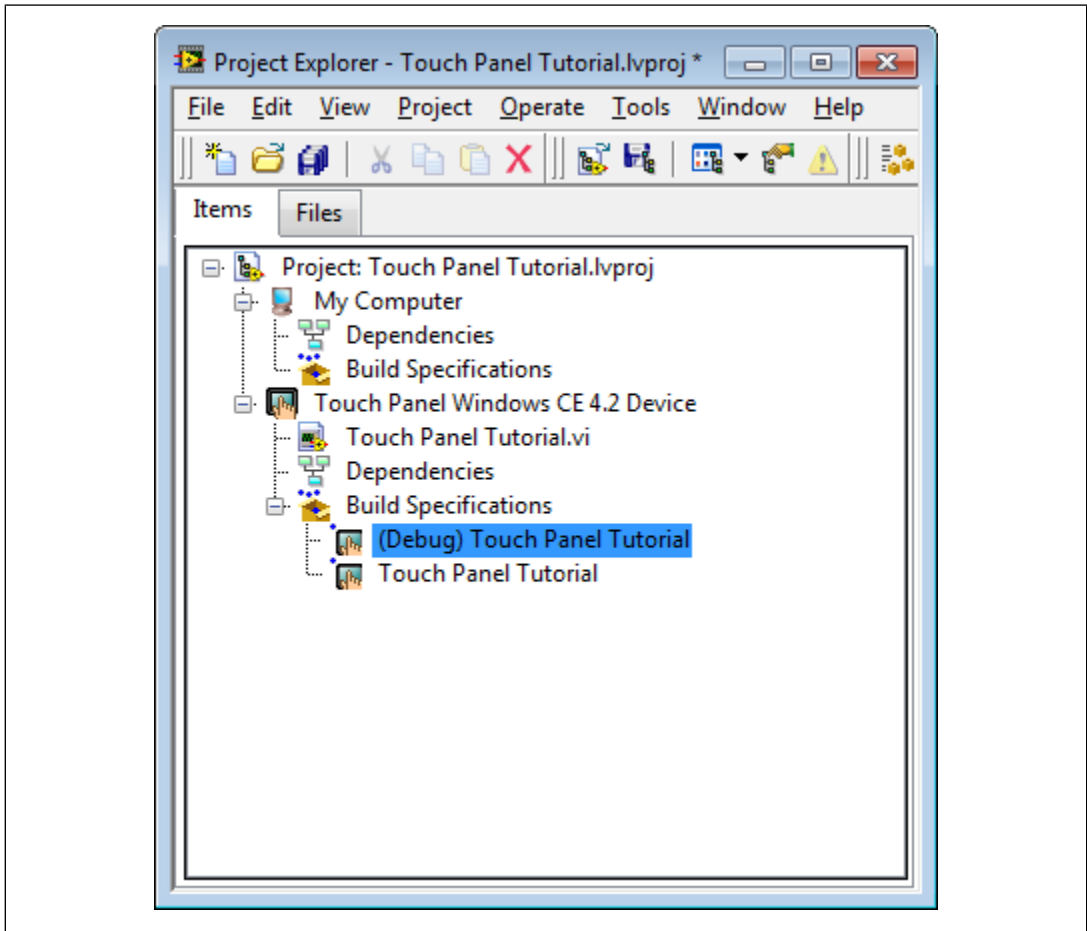 Project Explorer - Touch Panel Tutorial.lvproj *
File Edit View Project Operate Tools Window Help
Items Files
Project: Touch Panel Tutorial.lvproj
My Computer
Dependencies
Build Specifications
Touch Panel Windows CE 4.2 Device
Touch Panel Tutorial.vi
Dependencies
Build Specifications
(Debug) Touch Panel Tutorial
Touch Panel Tutorial